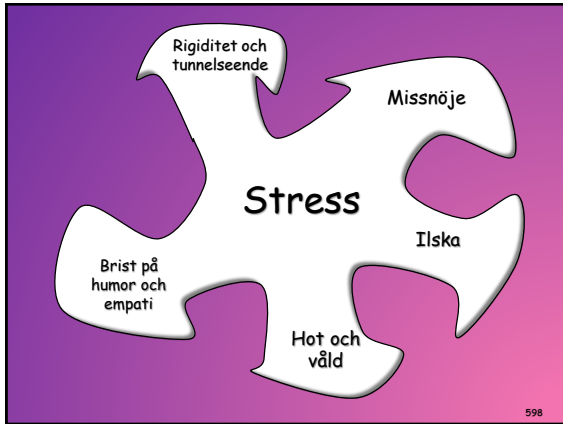 Rigiditet och
tunnelseende
Missnöje
Stress
Ilska
Brist på
humor och
empati
Hot och
våld
598